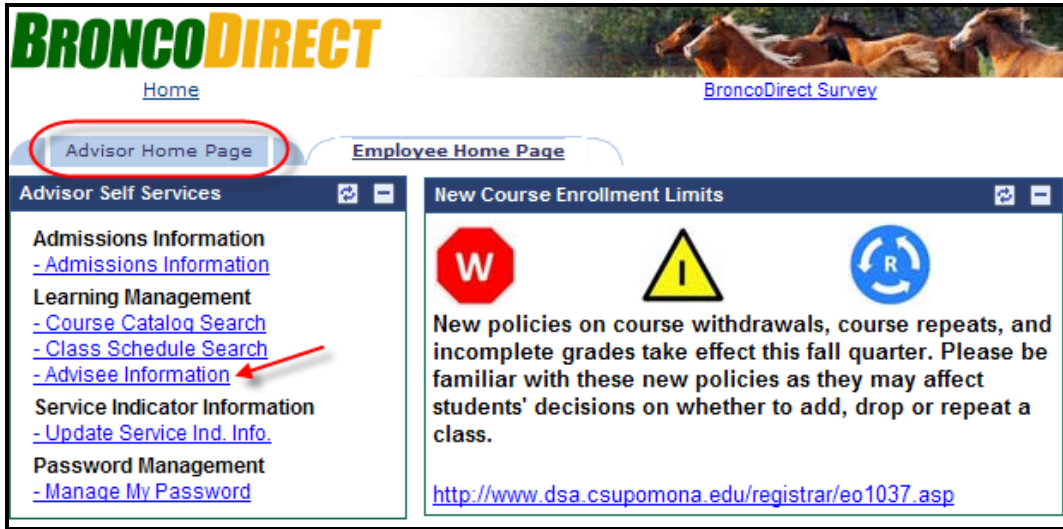 BRONCODIRECT
Home
BroncoDirect Survey
Advisor Home Page
Employee Home Page
Advisor Self Services
Admissions Information
- Admissions Information
Learning Management
- Course Catalog Search
- Class Schedule Search
- Advisee Information
Service Indicator Information
- Update Service Ind. Info.
Password Management
- Manage My Password
New Course Enrollment Limits
W
I
R
New policies on course withdrawals, course repeats, and
incomplete grades take effect this fall quarter. Please be
familiar with these new policies as they may affect
students' decisions on whether to add, drop or repeat a
class.
http://www.dsa.csupomona.edu/registrar/eo1037.asp